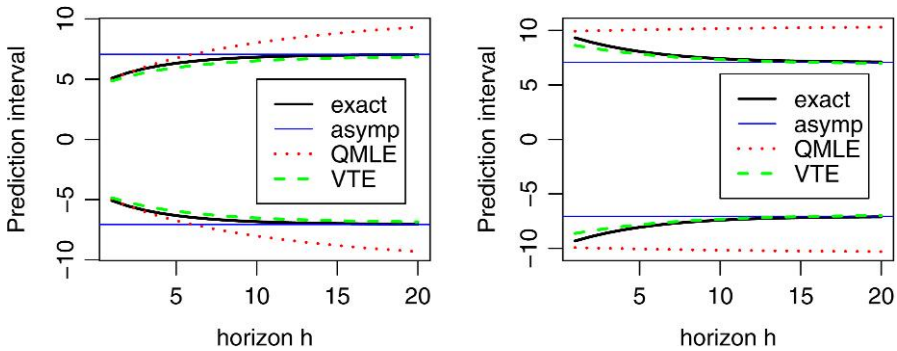 Prediction interval
10
5
0
−5
−10
exact
asymp
QMLE
VTE
5
10
15
20
horizon h
Prediction interval
10
5
0
−5
−10
exact
asymp
QMLE
VTE
5
10
15
20
horizon h